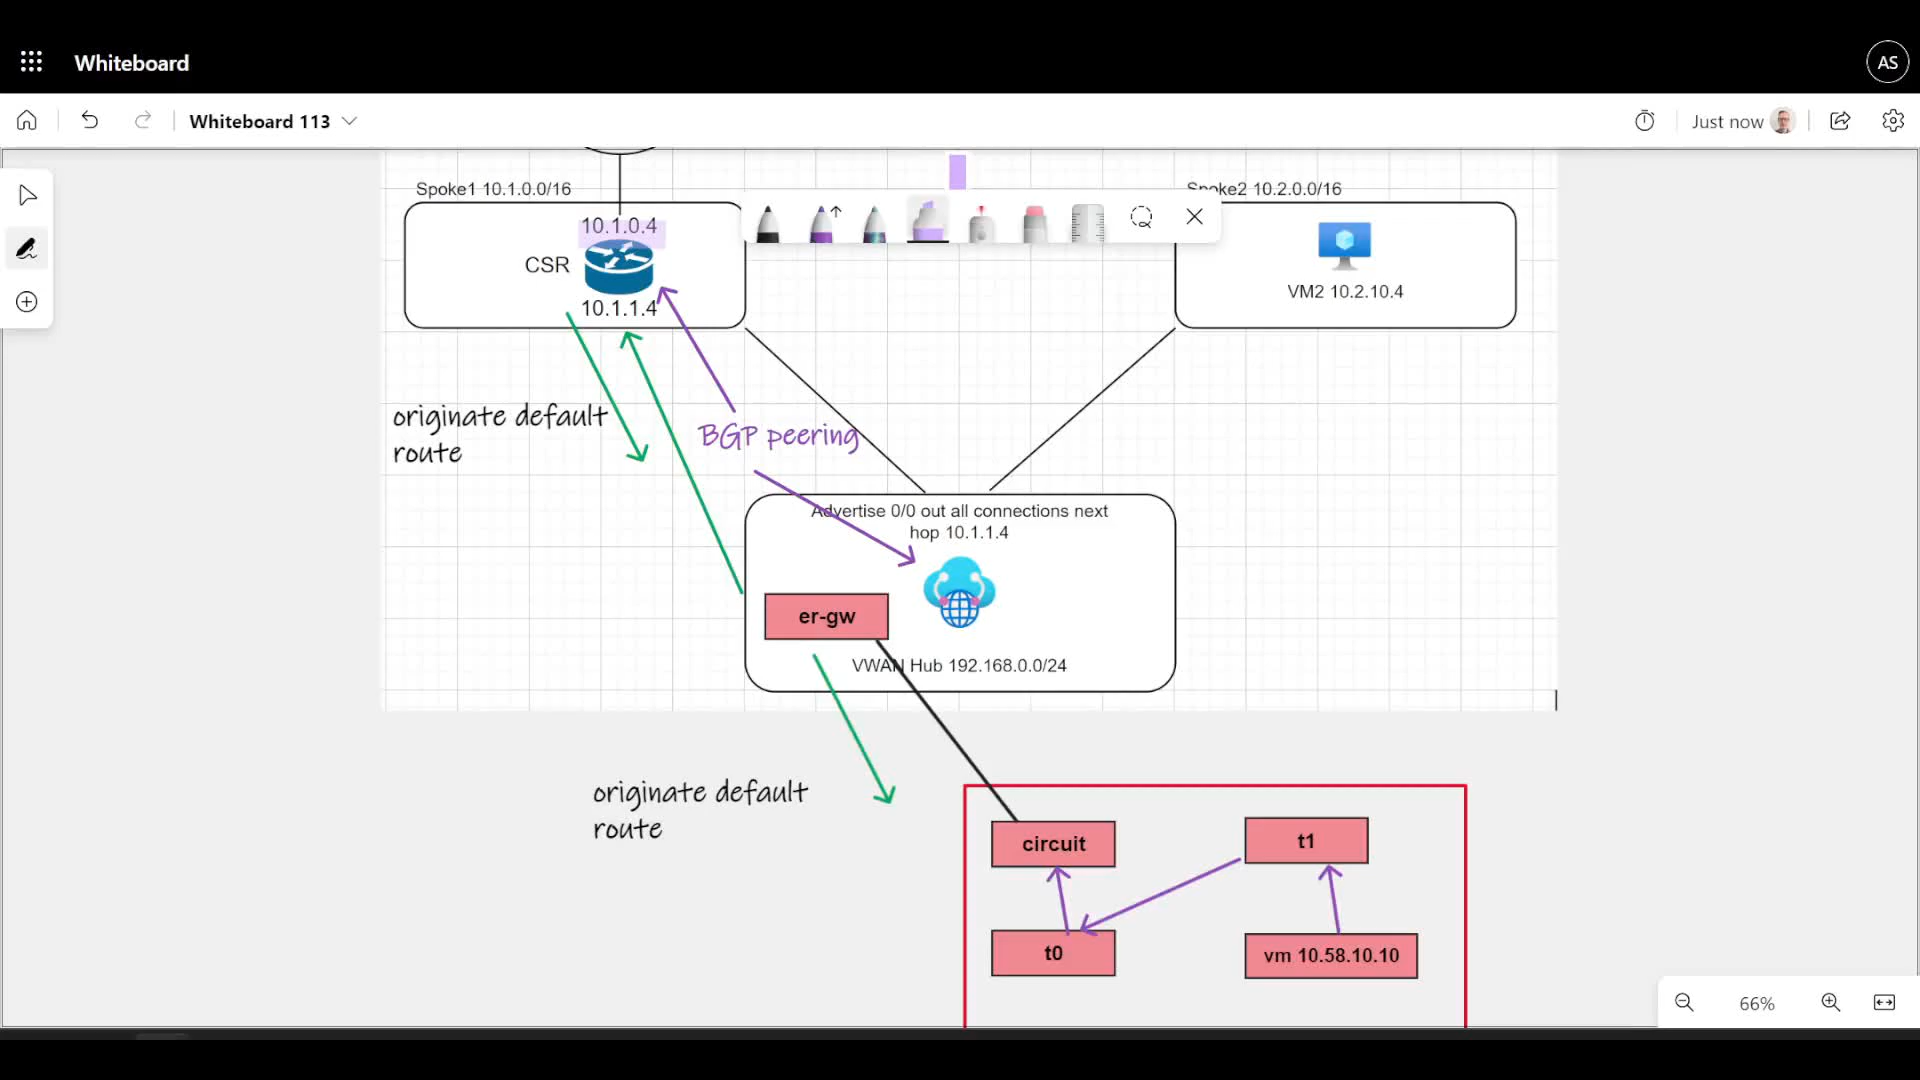 Whiteboard
AS
Whiteboard 113
Just now
Spoke1 10.1.0.0/16
Spoke2 10.2.0.0/16
10.1.0.4
CSR
10.1.1.4
VM2 10.2.10.4
originate default
route
BGP peering
Advertise 0/0 out all connections next
hop 10.1.1.4
er-gw
VWAN Hub 192.168.0.0/24
originate default
route
circuit
t1
t0
vm 10.58.10.10
66%